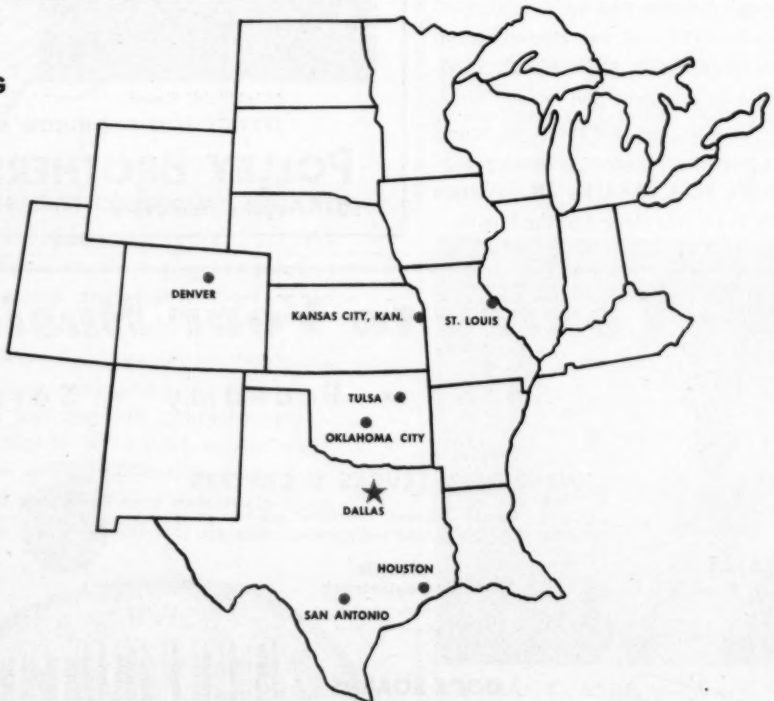 G
DENVER
KANSAS CITY, KAN.
ST. LOUIS
TULSA
OKLAHOMA CITY
DALLAS
HOUSTON
SAN ANTONIO